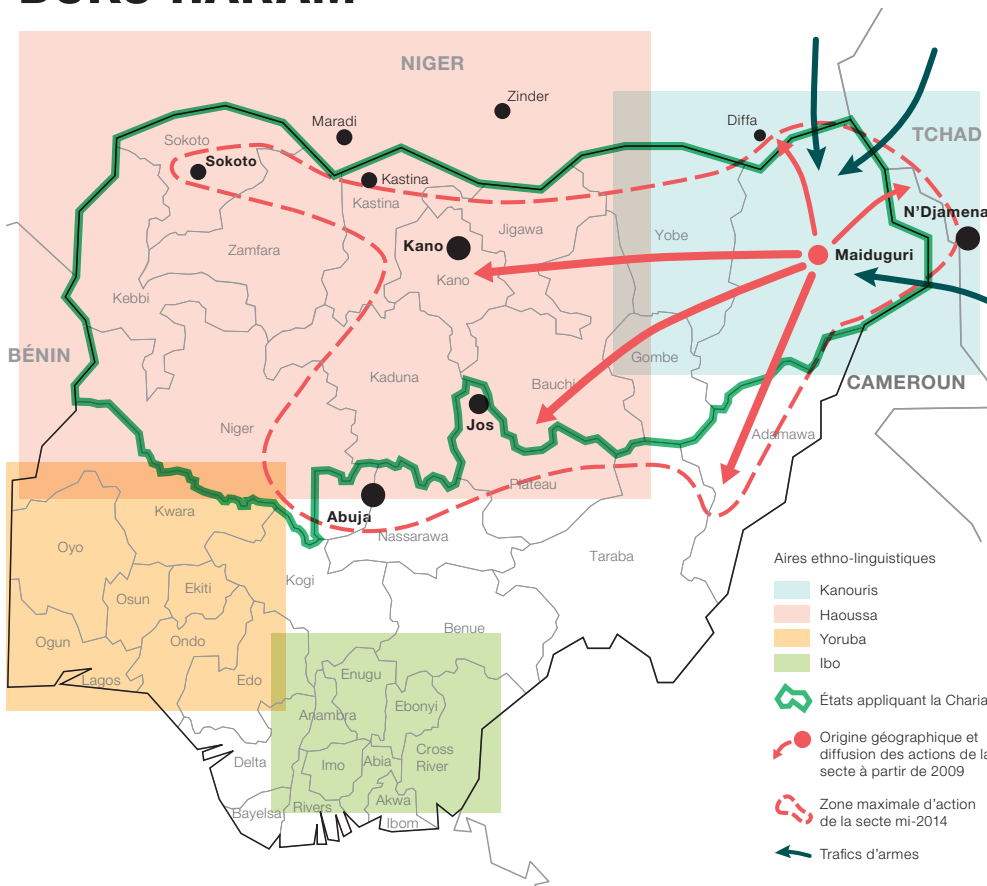 BOKO HARAM
NIGER
Zinder
Maradi
Diffa
TCHAD
Sokoto
Sokoto
Kastina
Kastina
N'Djamena
Jigawa
Kano
Yobe
Zamfara
Maiduguri
Kano
Kebbi
BÉNIN
Gombe
Kaduna
Bauchi
CAMEROUN
Jos
Niger
Adamawa
Plateau
Kwara
Abuja
Nassarawa
Oyo
Taraba
Kogi
Ekiti
Osun
Ogun
Ondo
Benue
Lagos
Edo
Enugu
Anambra
Ebonyi
Delta
Imo
Abia
Cross
River
Bayelsa
Rivers
Akwa
Ibom
Aires ethno-linguistiques
Kanouris
Haoussa
Yoruba
Ibo
États appliquant la Charia
Origine géographique et
diffusion des actions de la
secte à partir de 2009
Zone maximale d'action
de la secte mi-2014
Trafics d'armes